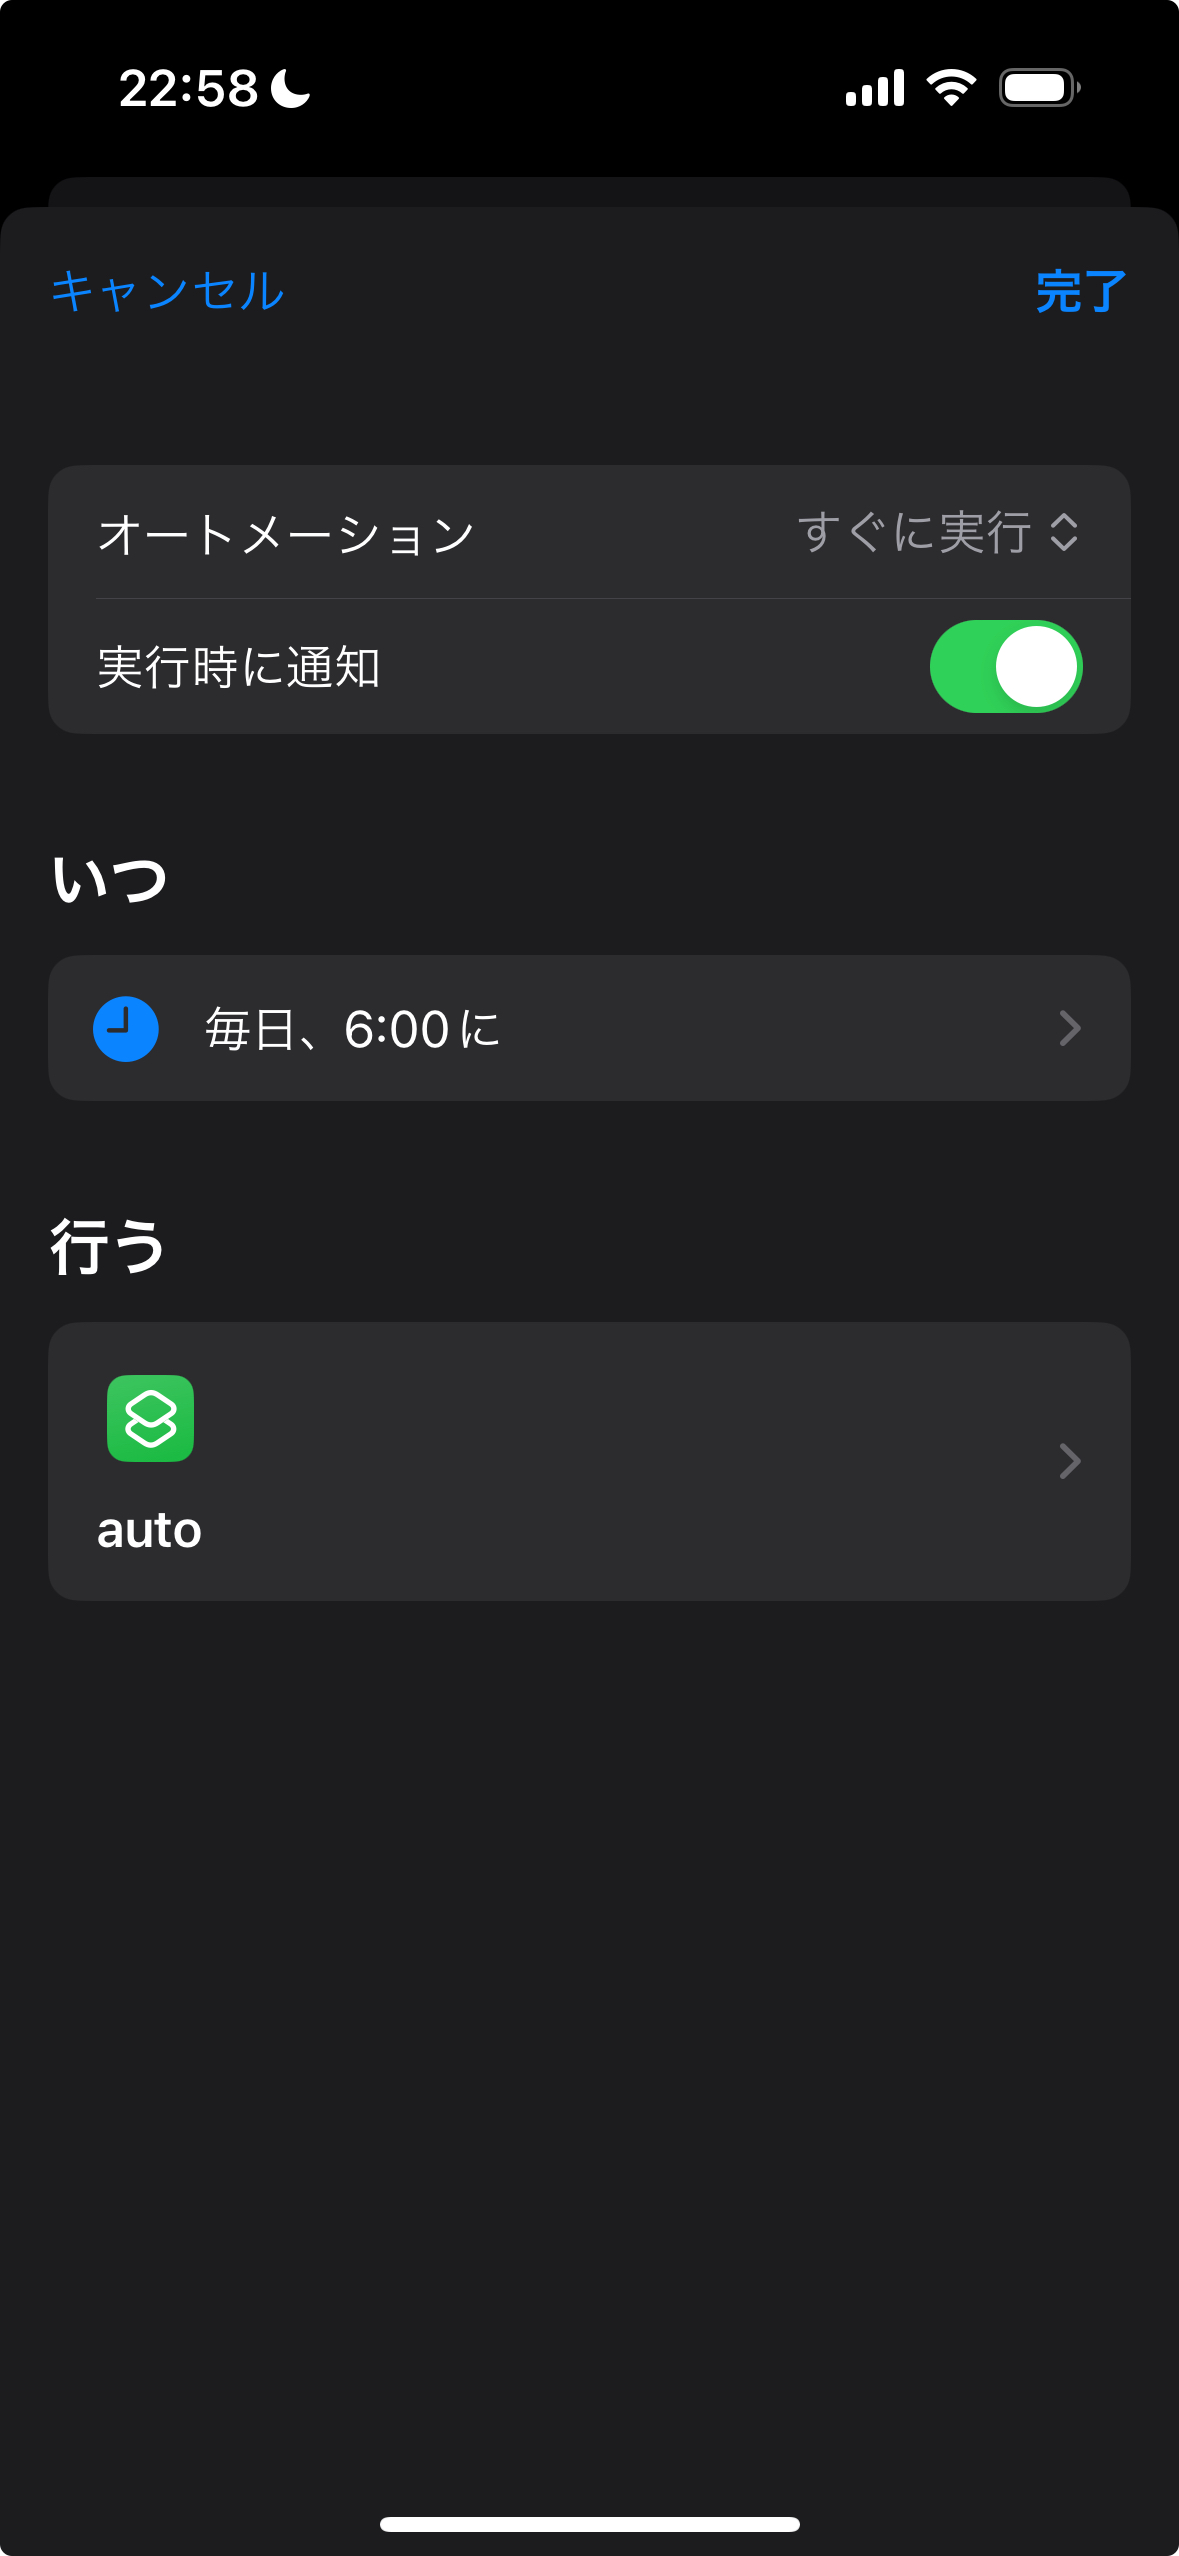 22:58
キャンセル 完了
オートメーション すぐに実行
実行時に通知
いつ
毎日、6:00に
行う
auto